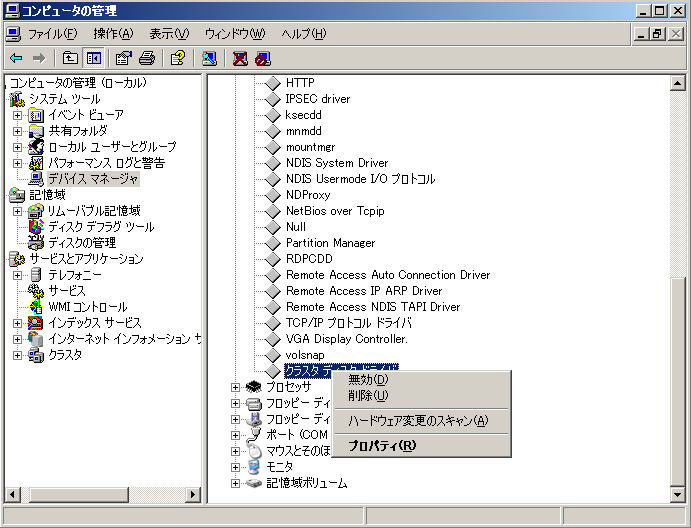 コンピュータの管理
ファイル(F) 操作(A) 表示(V) ウィンドウ(W) ヘルプ(H)
コンピュータの管理 (ローカル)
システム ツール
イベント ビューア
共有フォルダ
ローカル ユーザーとグループ
パフォーマンス ログと警告
デバイス マネージャ
記憶域
リムーバブル記憶域
ディスク デフラグ ツール
ディスクの管理
サービスとアプリケーション
テレフォニー
サービス
WMI コントロール
インデックス サービス
インターネット インフォメーション サ
クラスタ
HTTP
IPSEC driver
ksecdd
mnmdd
mountmgr
NDIS System Driver
NDIS Usermode I/O プロトコル
NDProxy
NetBios over Tcpip
Null
Partition Manager
RDPCDD
Remote Access Auto Connection Driver
Remote Access IP ARP Driver
Remote Access NDIS TAPI Driver
TCP/IP プロトコル ドライバ
VGA Display Controller.
volsnap
クラスタ ディスク ドライバ
プロセッサ
フロッピー ディ
フロッピー ディ
ポート (COM
マウスとそのほ
モニタ
記憶域ボリューム
無効(D)
削除(U)
ハードウェア変更のスキャン(A)
プロパティ(R)